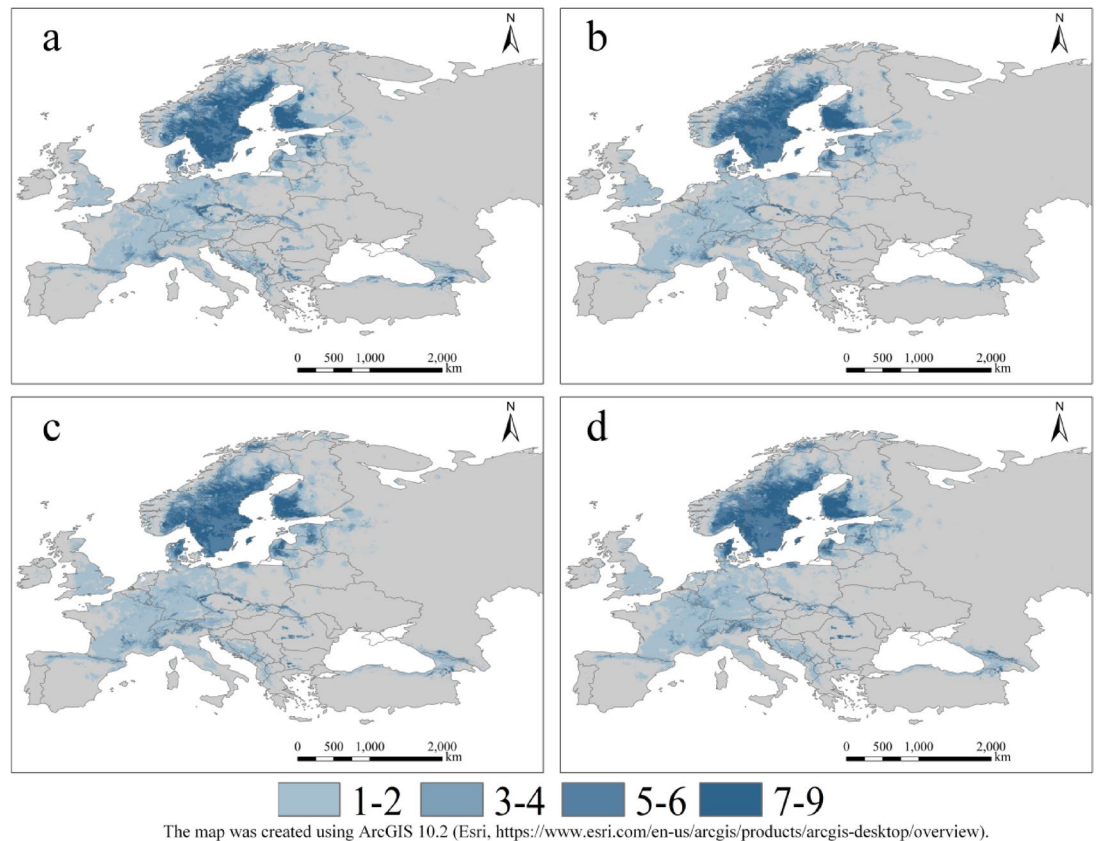 a
N
0 500 1,000 2,000
km
b
N
0 500 1,000 2,000
km
c
N
0 500 1,000 2,000
km
d
N
0 500 1,000 2,000
km
1-2 3-4 5-6 7-9
The map was created using ArcGIS 10.2 (Esri, https://www.esri.com/en-us/arcgis/products/arcgis-desktop/overview).